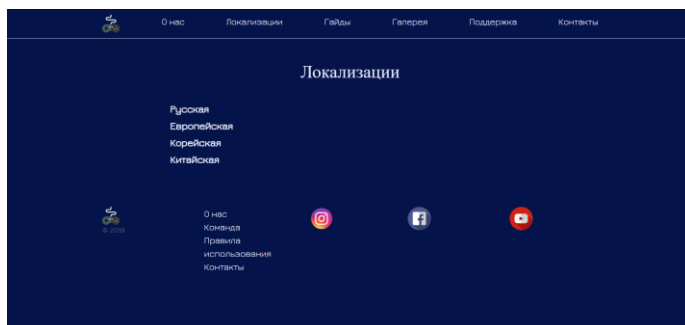 О нас Локализации Гайды Галерея Поддержка Контакты
Локализации
Русская
Европейская
Корейская
Китайская
© 2019
О нас
Команда
Правила
использования
Контакты